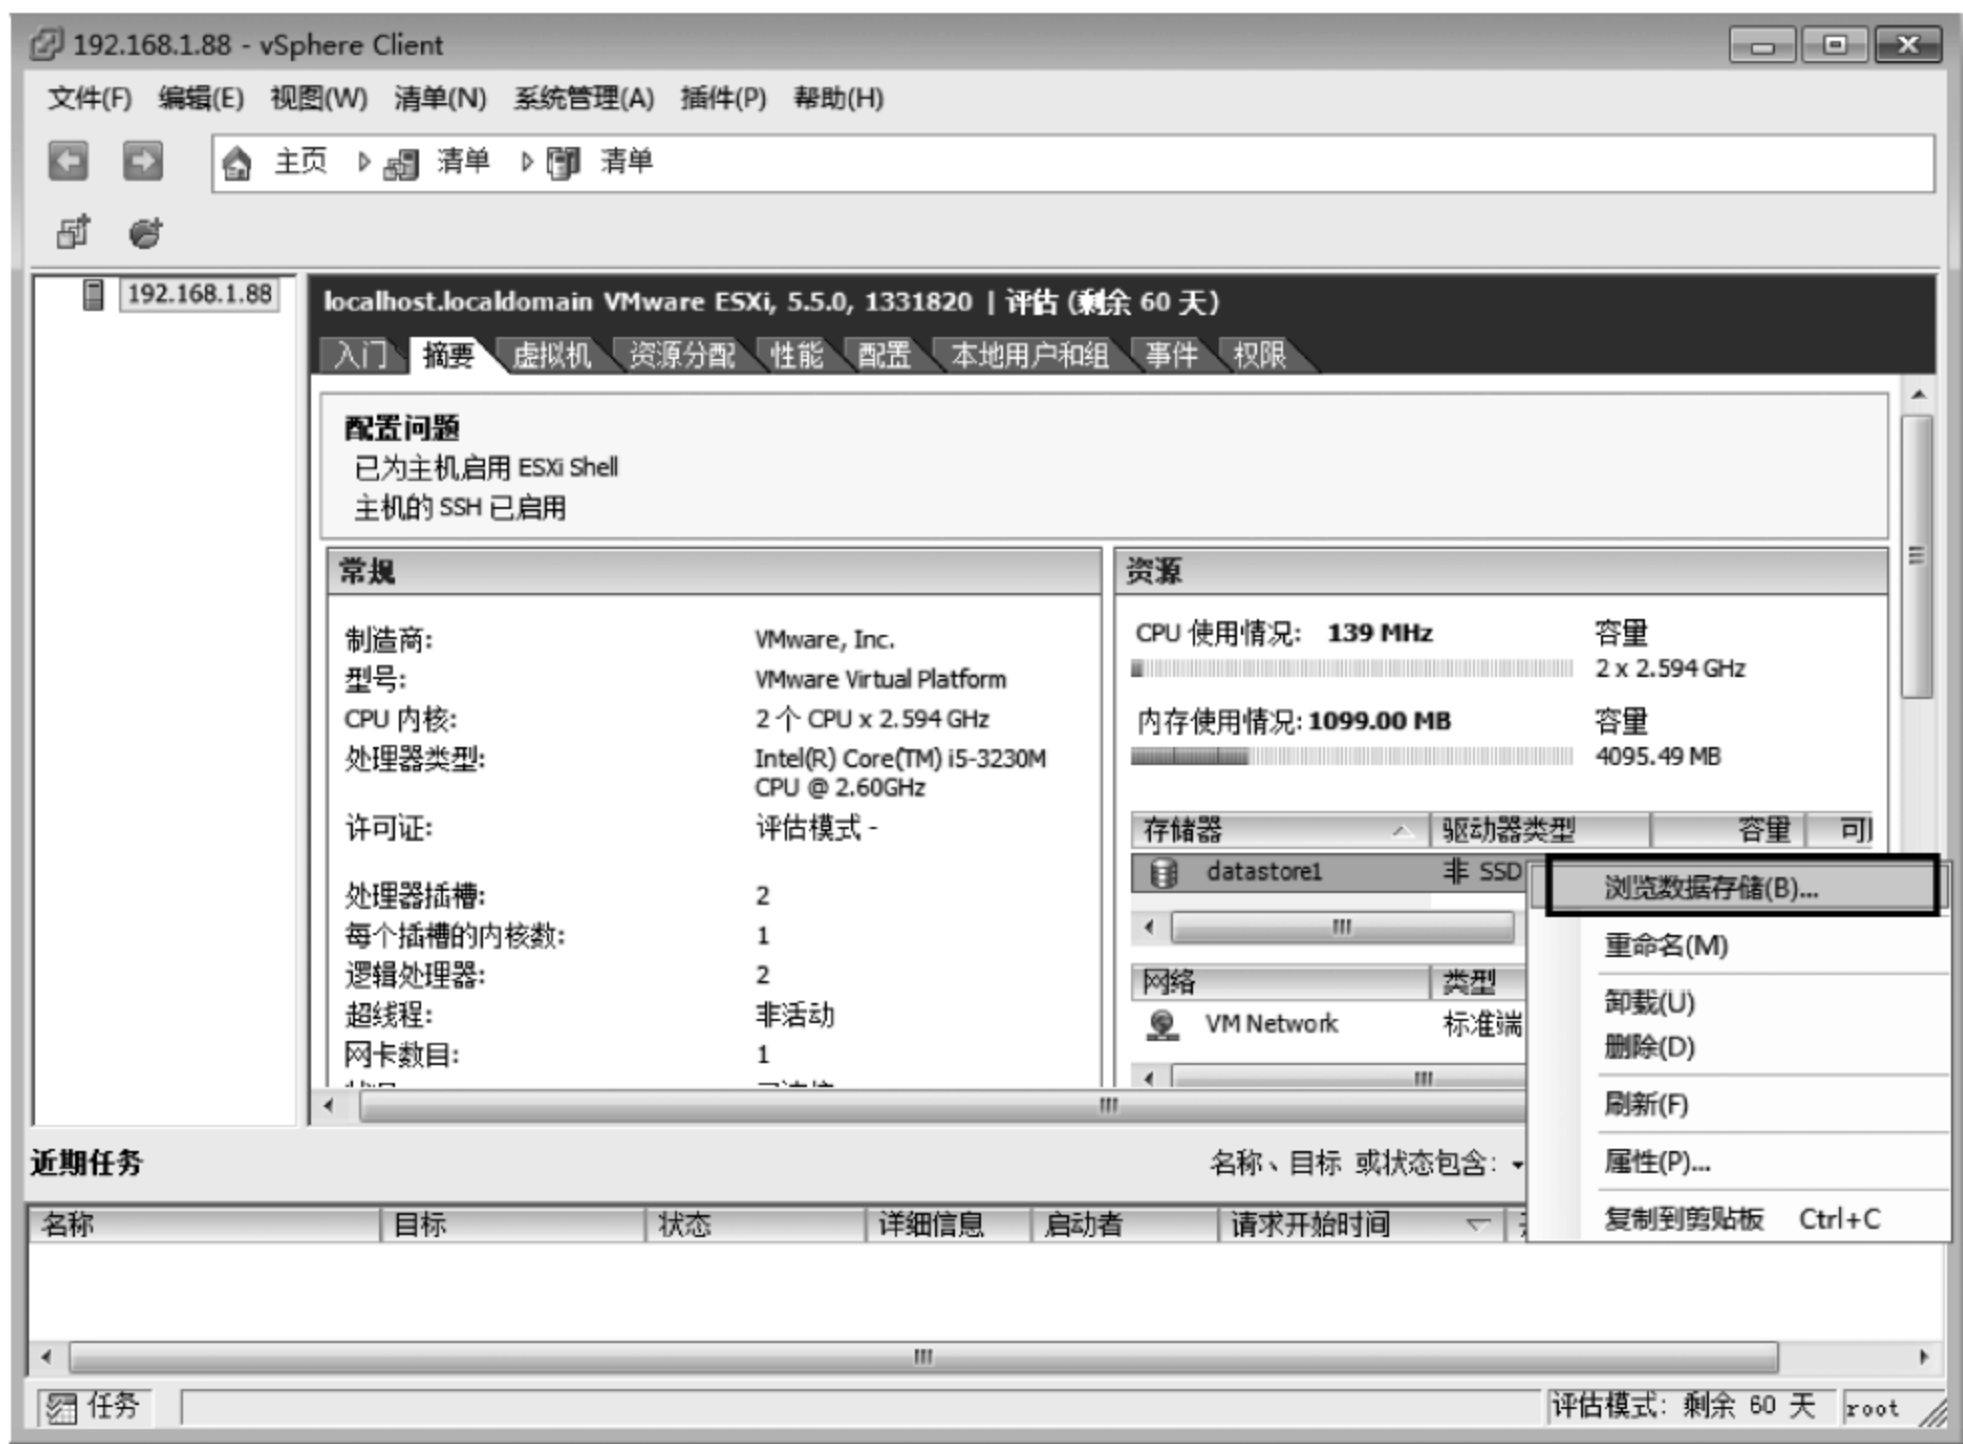 192.168.1.88 - vSphere Client
文件(F) 编辑(E) 视图(W) 清单(N) 系统管理(A) 插件(P) 帮助(H)
主页 清单 清单
192.168.1.88
localhost.localdomain VMware ESXi, 5.5.0, 1331820 | 评估 (剩余 60 天)
入门 摘要 虚拟机 资源分配 性能 配置 本地用户和组 事件 权限
配置问题
已为主机启用 ESXi Shell
主机的 SSH 已启用
常规
制造商: VMware, Inc.
型号: VMware Virtual Platform
CPU 内核: 2 个 CPU x 2.594 GHz
处理器类型: Intel(R) Core(TM) i5-3230M
CPU @ 2.60GHz
许可证: 评估模式 -
处理器插槽: 2
每个插槽的内核数: 1
逻辑处理器: 2
超线程: 非活动
网卡数目: 1
资源
CPU 使用情况: 139 MHz 容量
2 x 2.594 GHz
内存使用情况: 1099.00 MB 容量
4095.49 MB
存储器 驱动器类型 容量 可
datastore1 非 SSD
网络 类型
VM Network 标准端
浏览数据存储(B)...
重命名(M)
卸载(U)
删除(D)
刷新(F)
属性(P)...
复制到剪贴板 Ctrl+C
近期任务 名称、目标 或状态包含:
名称 目标 状态 详细信息 启动者 请求开始时间
任务 评估模式: 剩余 60 天 root